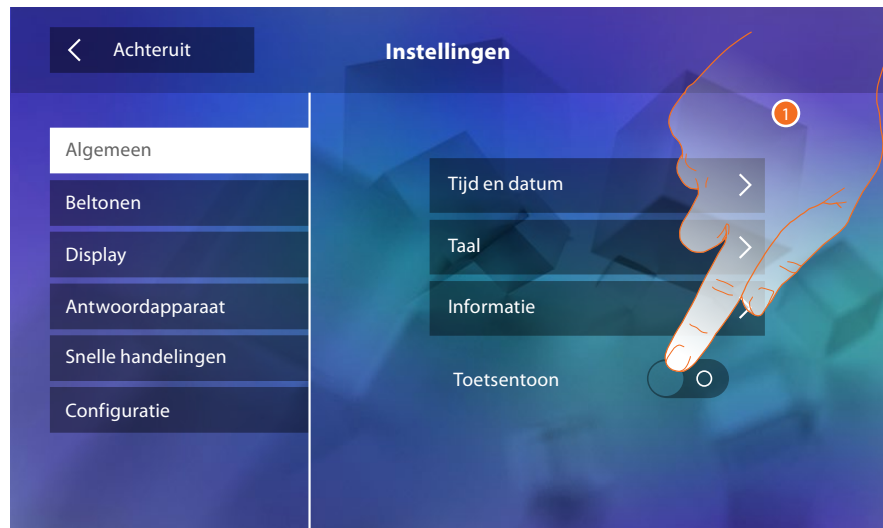 Achteruit
Instellingen
1
Algemeen
Beltonen
Display
Antwoordapparaat
Snelle handelingen
Configuratie
Tijd en datum
Taal
Informatie
Toetsentoon